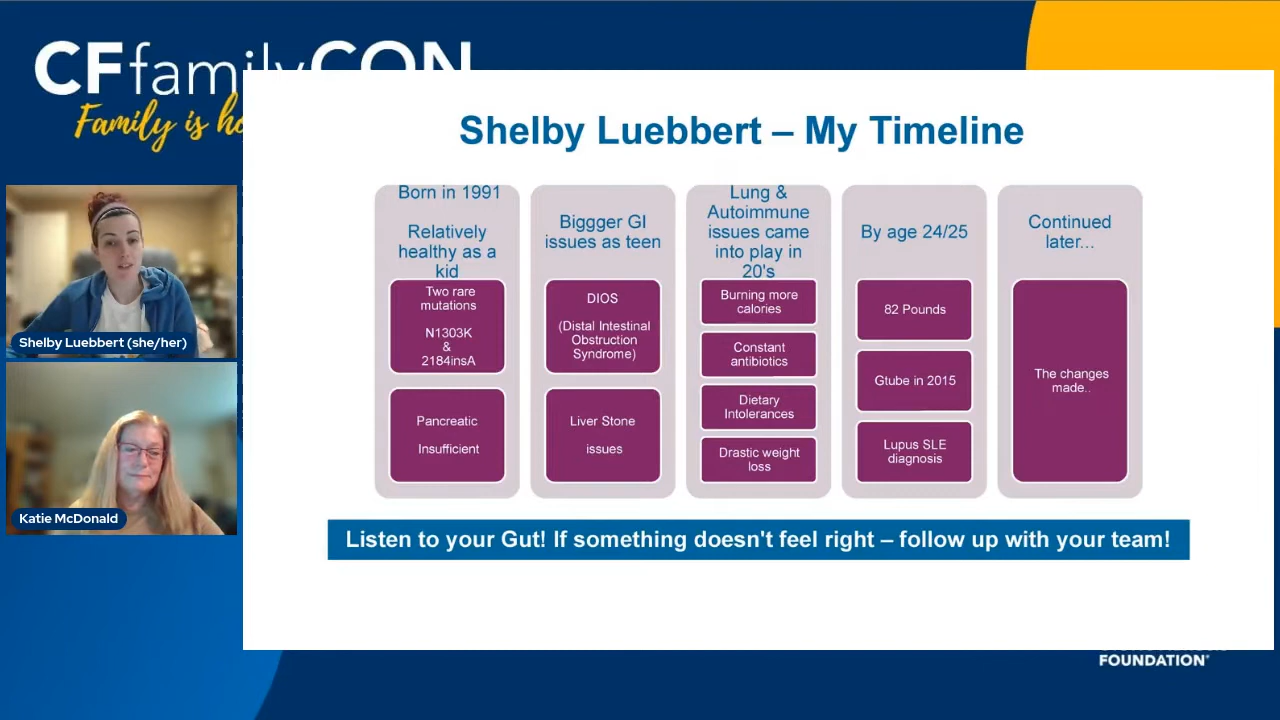 CFfamilyCON
Family is
Shelby Luebbert – My Timeline
Born in 1991
Relatively
healthy as a
kid
Two rare
mutations
N1303K
&
2184insA
Pancreatic
Insufficient
Biggger GI
issues as teen
DIOS
(Distal Intestinal
Obstruction
Syndrome)
Liver Stone
issues
Lung &
Autoimmune
issues came
into play in
20's
Burning more
calories
Constant
antibiotics
Dietary
Intolerances
Drastic weight
loss
By age 24/25
82 Pounds
Gtube in 2015
Lupus SLE
diagnosis
Continued
later...
The changes
made..
Listen to your Gut! If something doesn't feel right – follow up with your team!
Shelby Luebbert (she/her)
Katie McDonald
FOUNDATION®